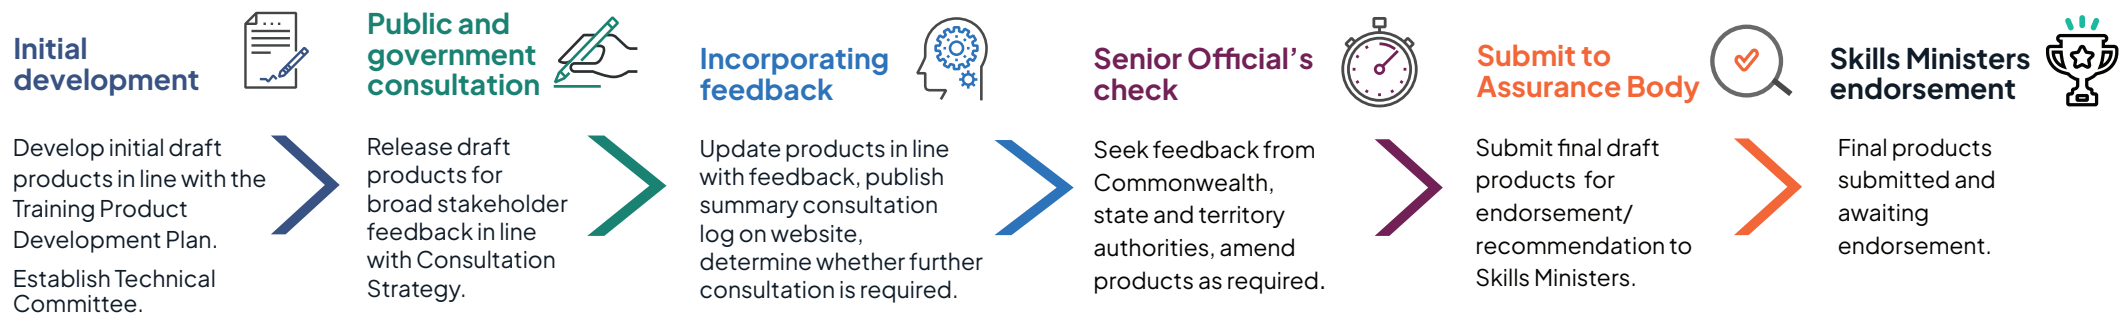 Initial
development
Develop initial draft
products in line with the
Training Product
Development Plan.
Establish Technical
Committee.
Public and
government
consultation
Release draft
products for
broad stakeholder
feedback in line
with Consultation
Strategy.
Incorporating
feedback
Update products in line
with feedback, publish
summary consultation
log on website,
determine whether further
consultation is required.
Senior Official's
check
Seek feedback from
Commonwealth,
state and territory
authorities, amend
products as required.
Submit to
Assurance Body
Submit final draft
products for
endorsement/
recommendation to
Skills Ministers.
Skills Ministers
endorsement
Final products
submitted and
awaiting
endorsement.